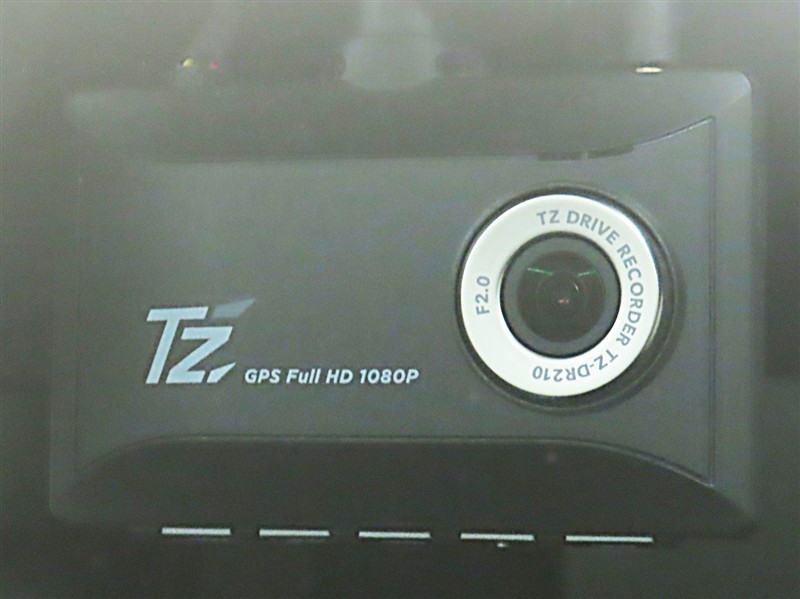 TZ
GPS Full HD 1080P
F2.0
TZ DRIVE RECORDER TZ-DR210